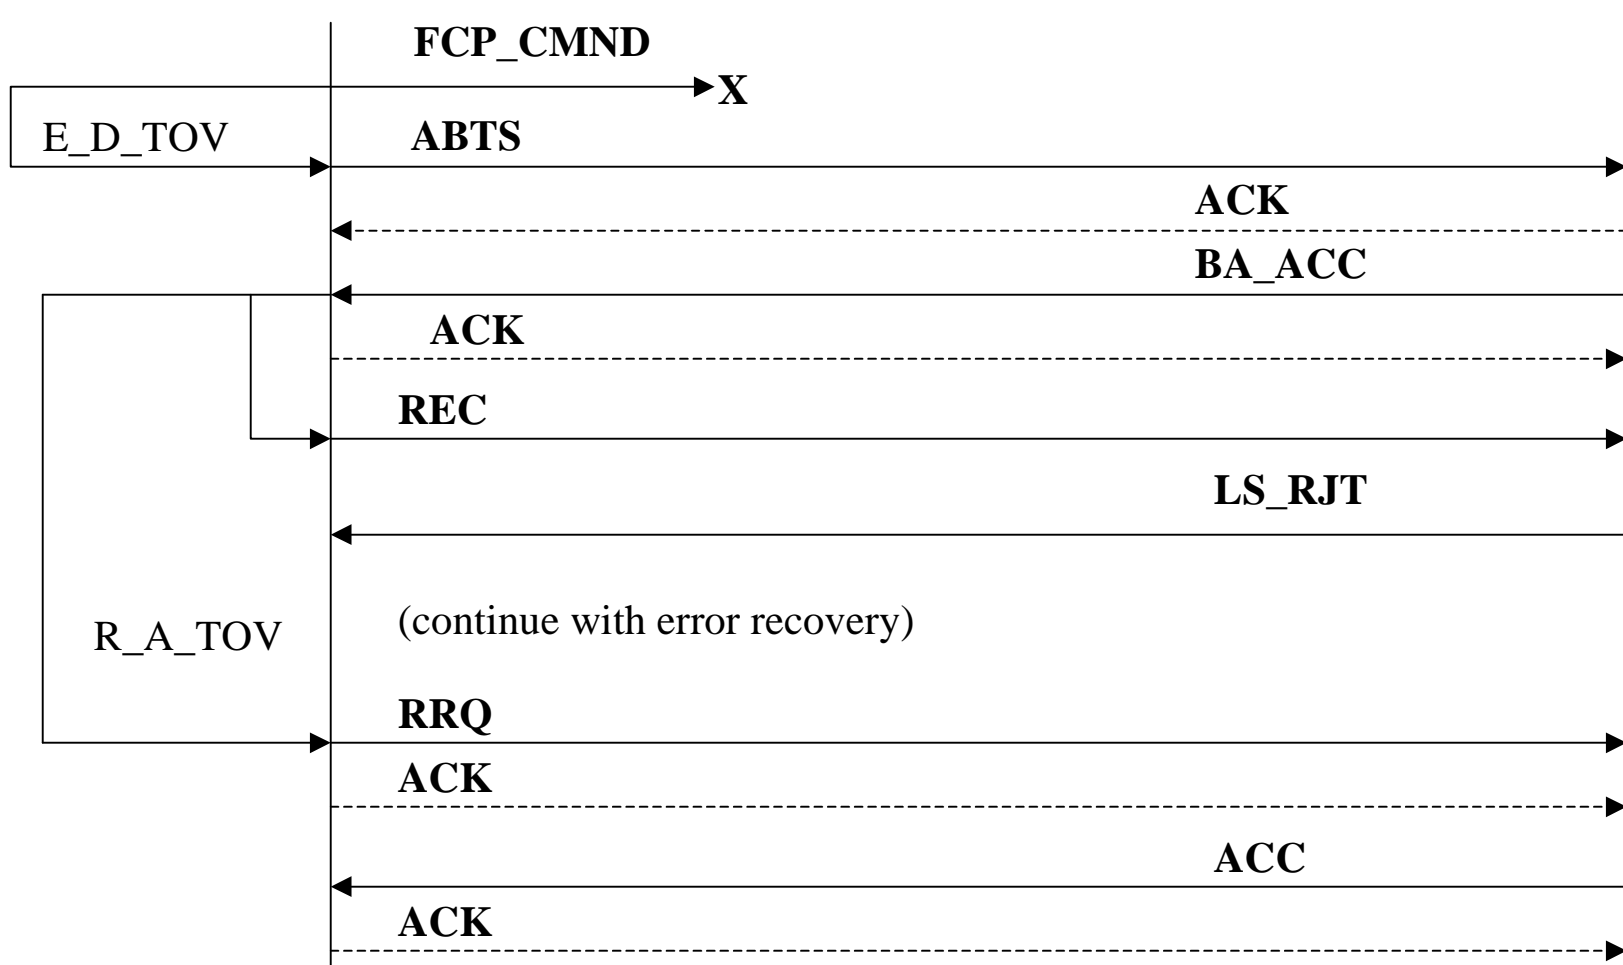 FCP_CMND
X
E_D_TOV
ABTS
ACK
BA_ACC
ACK
REC
LS_RJT
(continue with error recovery)
R_A_TOV
RRQ
ACK
ACC
ACK